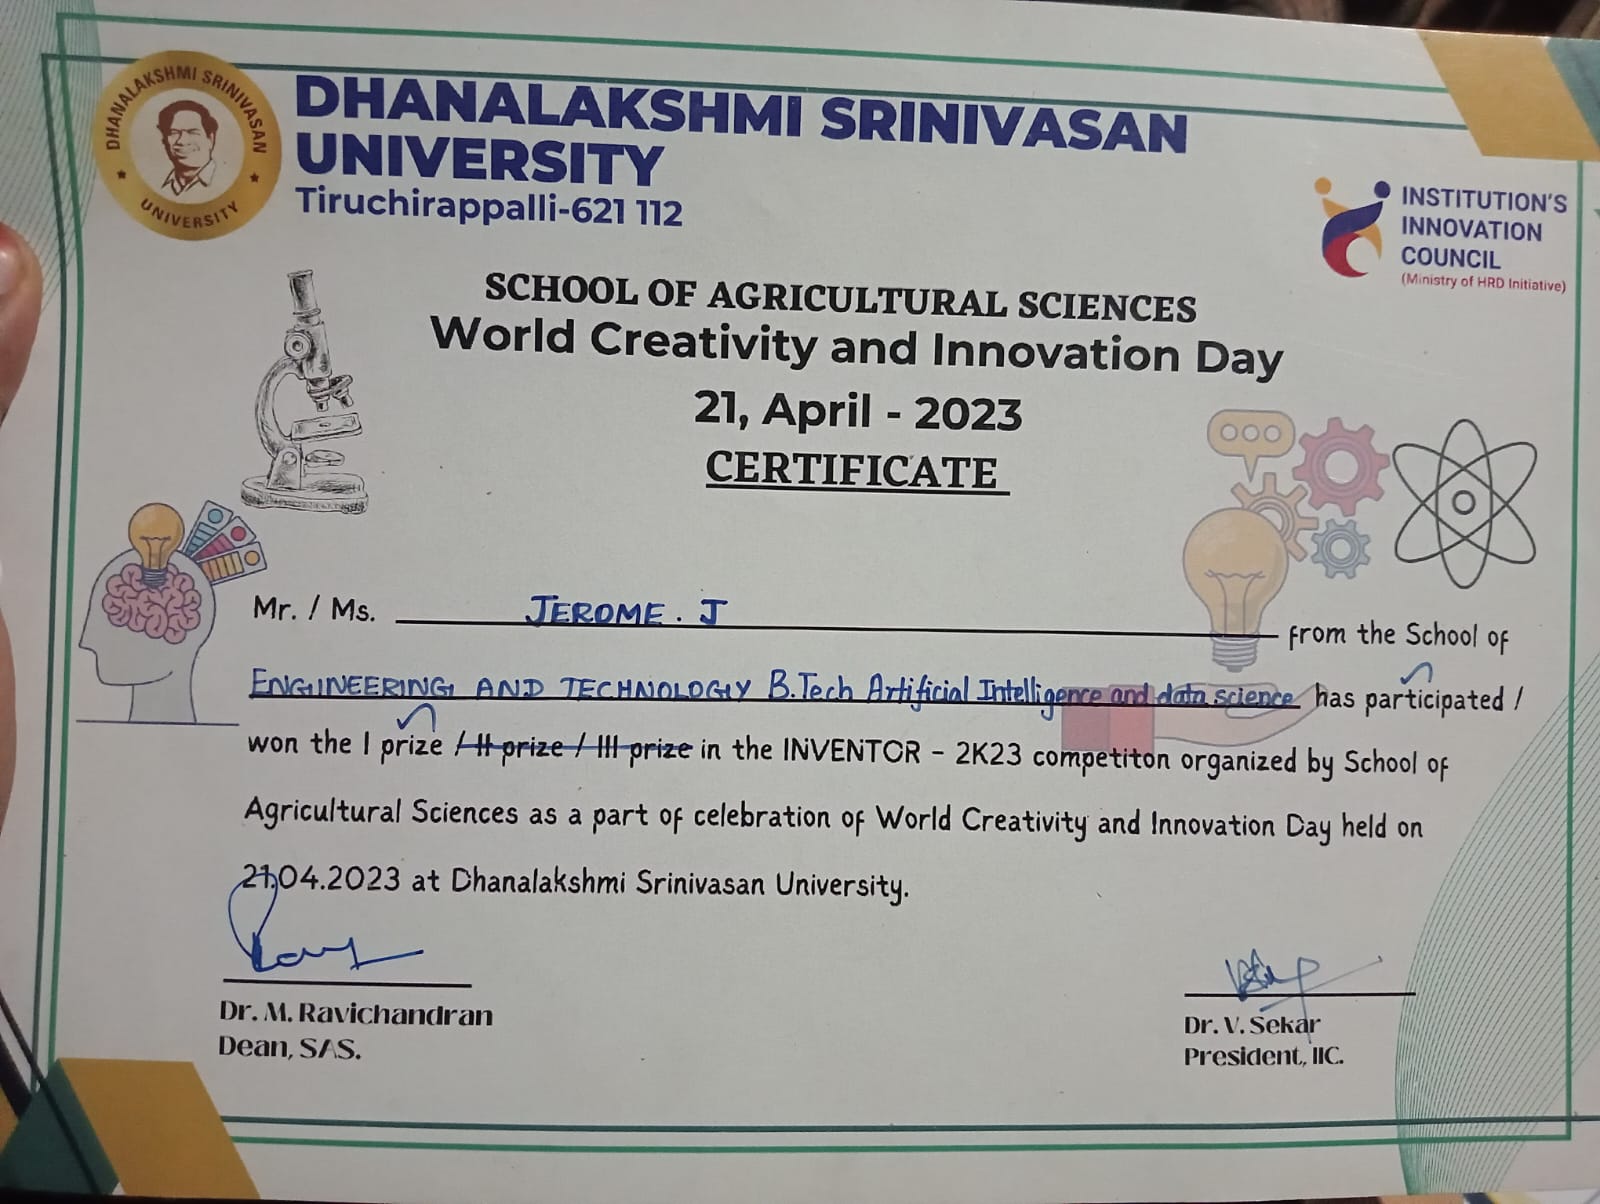 DHANALAKSHMI SRINIVASAN
UNIVERSITY
DHANALAKSHMI SRINIVASAN
UNIVERSITY
Tiruchirappalli-621 112
INSTITUTION'S
INNOVATION
COUNCIL
(Ministry of HRD Initiative)
SCHOOL OF AGRICULTURAL SCIENCES
World Creativity and Innovation Day
21, April - 2023
CERTIFICATE
Mr. / Ms. JEROME. J from the School of
ENGINEERING AND TECHNOLOGY B.Tech Artificial Intelligence and data science has participated /
won the I prize / II prize / III prize in the INVENTOR - 2K23 competiton organized by School of
Agricultural Sciences as a part of celebration of World Creativity and Innovation Day held on
21.04.2023 at Dhanalakshmi Srinivasan University.
Dr. M. Ravichandran
Dean, SAS.
Dr. V. Sekar
President, IIC.